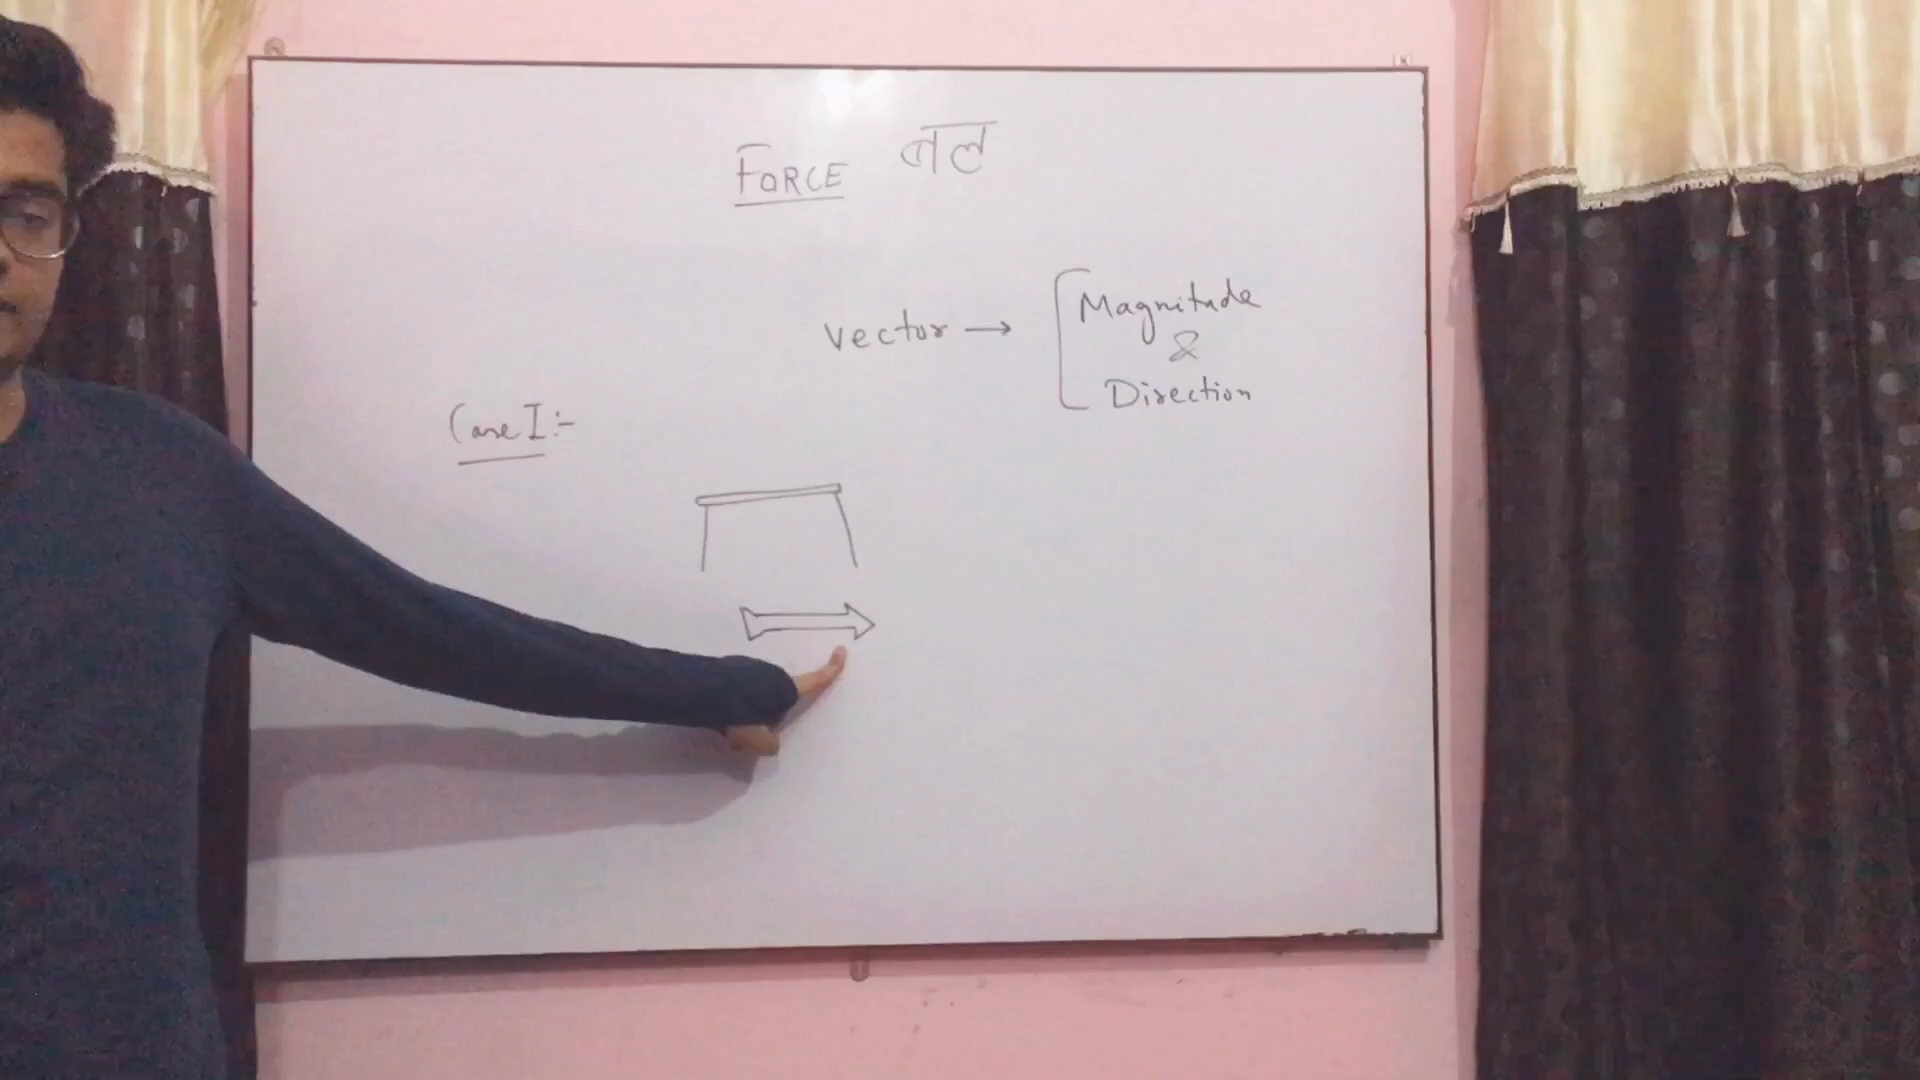 FORCE बल
Vector → [Magnitude
&
Direction
Case I :-